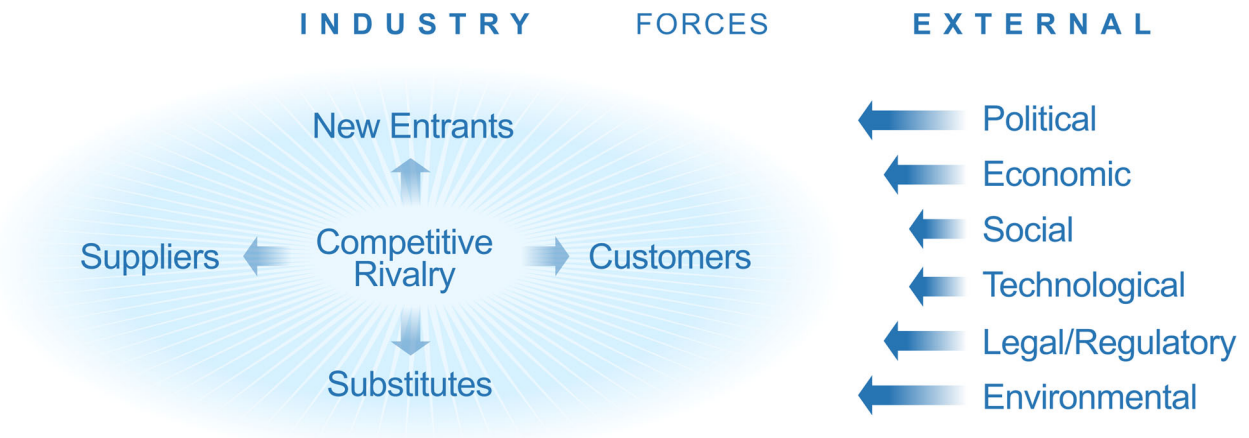 INDUSTRY FORCES EXTERNAL
New Entrants
Suppliers
Competitive
Rivalry
Customers
Substitutes
Political
Economic
Social
Technological
Legal/Regulatory
Environmental